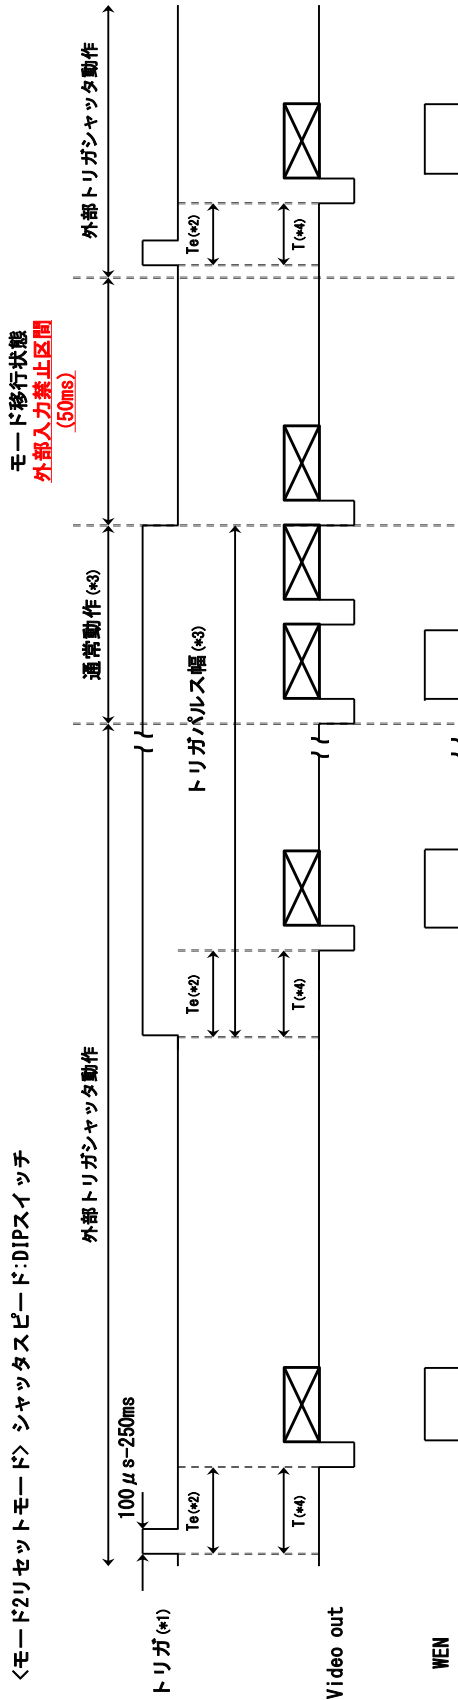 <モード2リセットモード> シャッタスピード:DIPスイッチ
外部トリガシャッタ動作
通常動作(*3)
モード移行状態
外部入力禁止区間
(50ms)
外部トリガシャッタ動作
トリガ(*1)
100μs-250ms
トリガパルス幅(*3)
Te(*2)
Te(*2)
Te(*2)
T(*4)
T(*4)
T(*4)
Video out
WEN